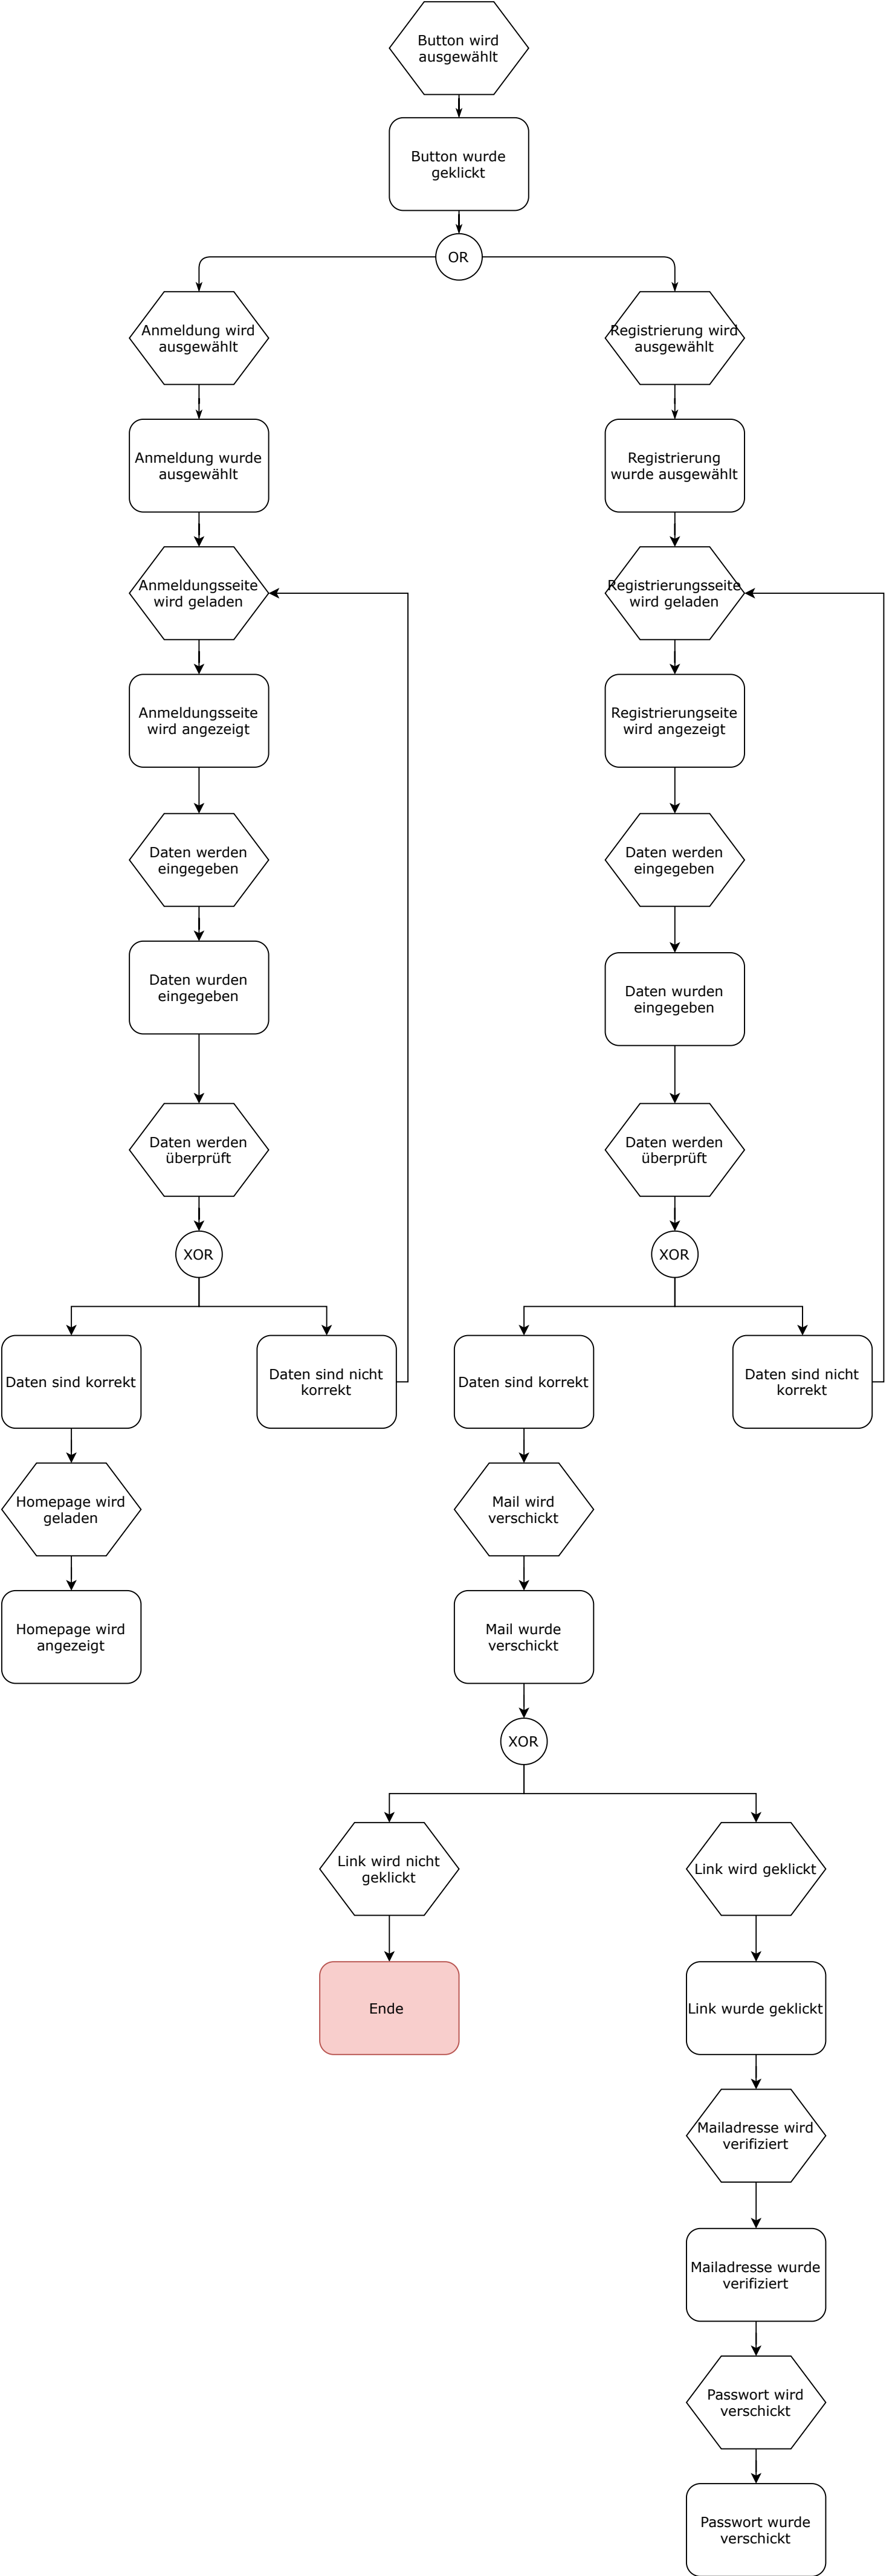 Button wird
ausgewählt
Button wurde
geklickt
OR
Anmeldung wird
ausgewählt
Registrierung wird
ausgewählt
Anmeldung wurde
ausgewählt
Registrierung
wurde ausgewählt
Anmeldungsseite
wird geladen
Registrierungsseite
wird geladen
Anmeldungsseite
wird angezeigt
Registrierungseite
wird angezeigt
Daten werden
eingegeben
Daten werden
eingegeben
Daten wurden
eingegeben
Daten wurden
eingegeben
Daten werden
überprüft
Daten werden
überprüft
XOR
XOR
Daten sind korrekt
Daten sind nicht
korrekt
Daten sind korrekt
Daten sind nicht
korrekt
Homepage wird
geladen
Mail wird
verschickt
Homepage wird
angezeigt
Mail wurde
verschickt
XOR
Link wird nicht
geklickt
Link wird geklickt
Ende
Link wurde geklickt
Mailadresse wird
verifiziert
Mailadresse wurde
verifiziert
Passwort wird
verschickt
Passwort wurde
verschickt